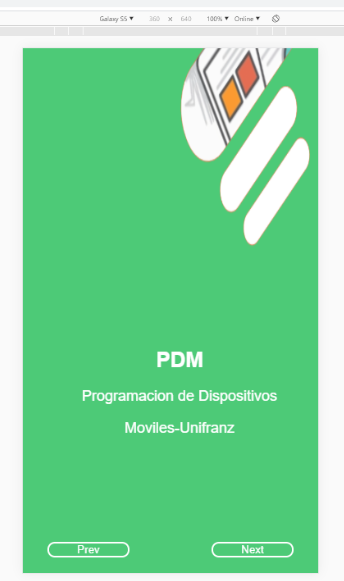 Galaxy S5 ▼ 360 × 640 100% ▼ Online ▼
PDM
Programacion de Dispositivos
Moviles-Unifranz
Prev Next